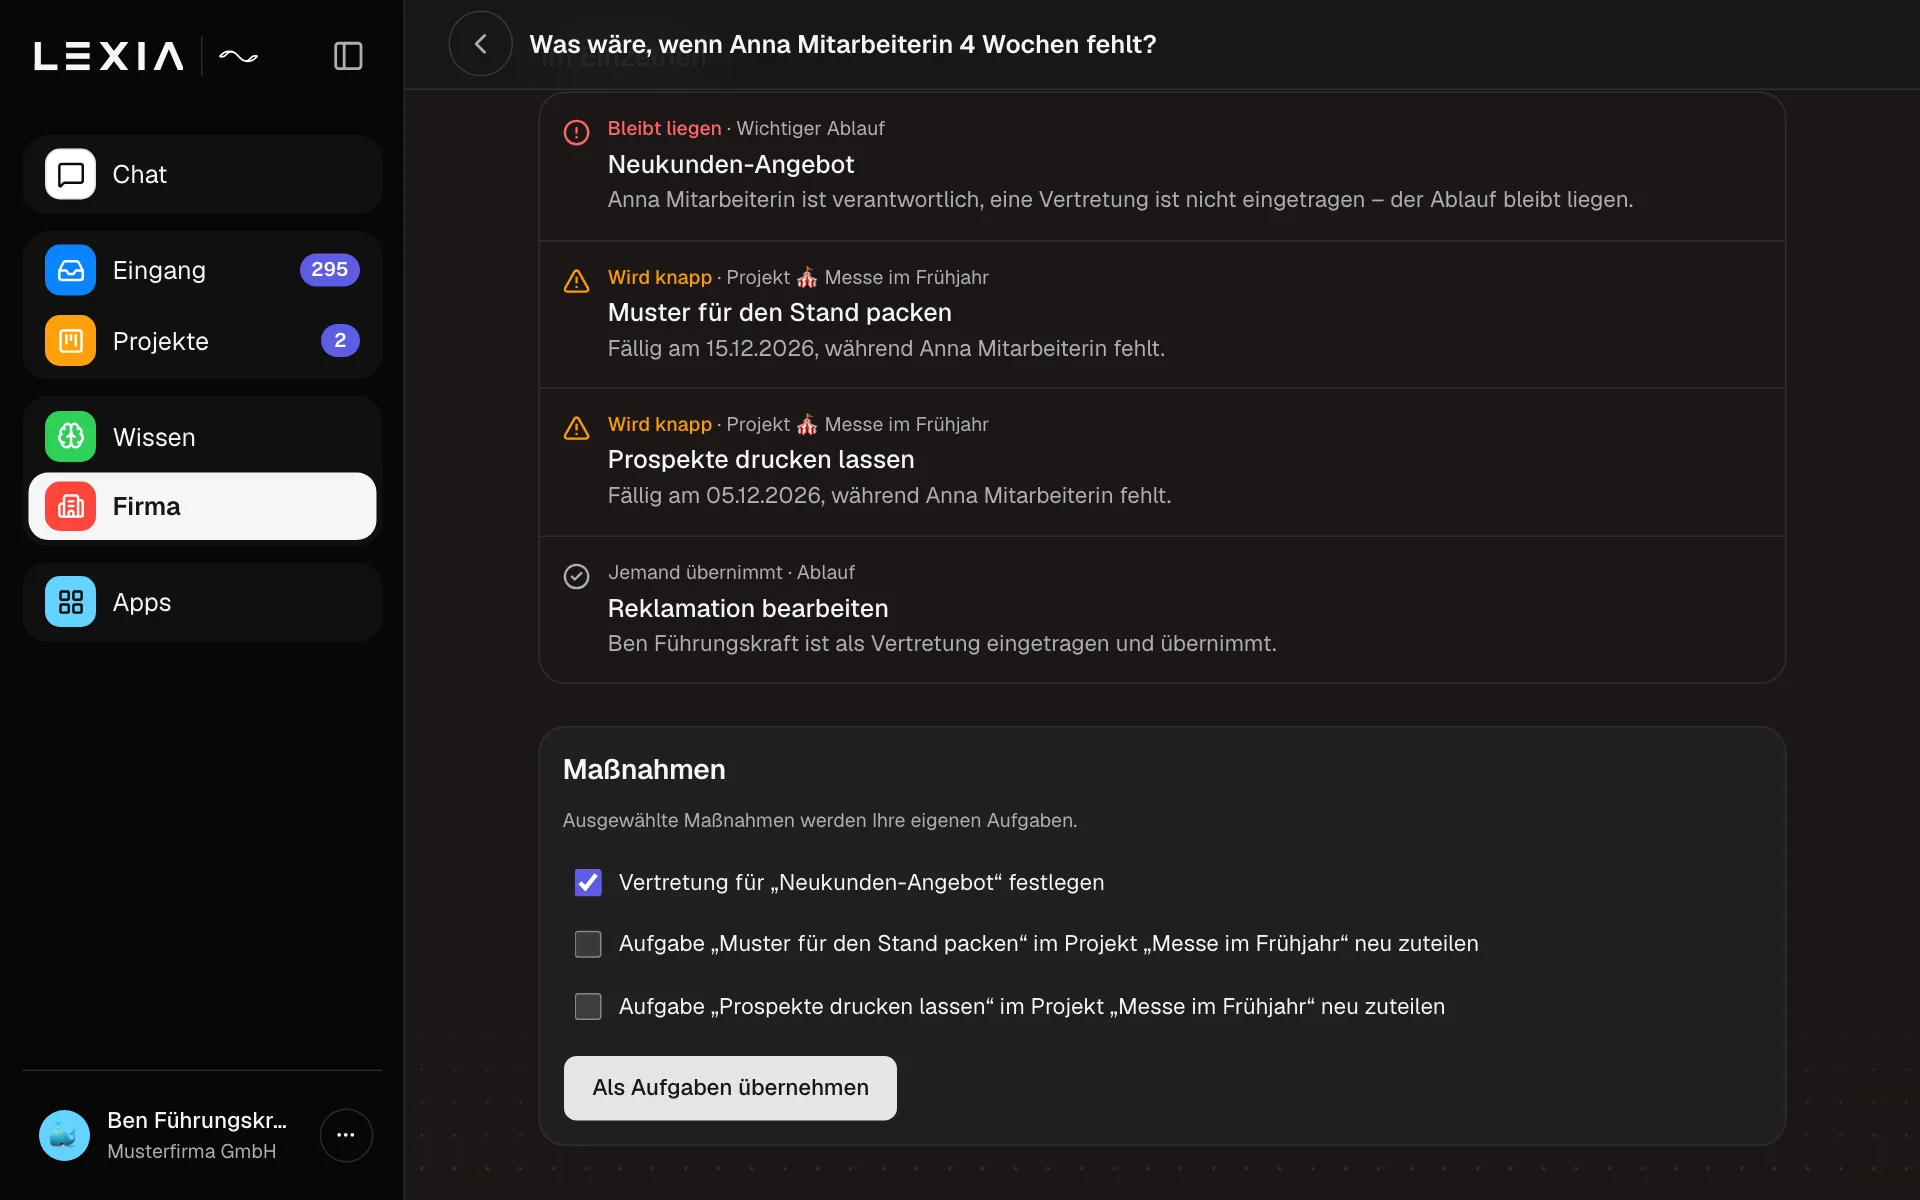 LEXIA
Chat
Eingang
295
Projekte
2
Wissen
Firma
Apps
Ben Führungskr...
Musterfirma GmbH
Was wäre, wenn Anna Mitarbeiterin 4 Wochen fehlt?
Im Einzelnen
Bleibt liegen · Wichtiger Ablauf
Neukunden-Angebot
Anna Mitarbeiterin ist verantwortlich, eine Vertretung ist nicht eingetragen – der Ablauf bleibt liegen.
Wird knapp · Projekt 🎪 Messe im Frühjahr
Muster für den Stand packen
Fällig am 15.12.2026, während Anna Mitarbeiterin fehlt.
Wird knapp · Projekt 🎪 Messe im Frühjahr
Prospekte drucken lassen
Fällig am 05.12.2026, während Anna Mitarbeiterin fehlt.
Jemand übernimmt · Ablauf
Reklamation bearbeiten
Ben Führungskraft ist als Vertretung eingetragen und übernimmt.
Maßnahmen
Ausgewählte Maßnahmen werden Ihre eigenen Aufgaben.
Vertretung für „Neukunden-Angebot“ festlegen
Aufgabe „Muster für den Stand packen“ im Projekt „Messe im Frühjahr“ neu zuteilen
Aufgabe „Prospekte drucken lassen“ im Projekt „Messe im Frühjahr“ neu zuteilen
Als Aufgaben übernehmen